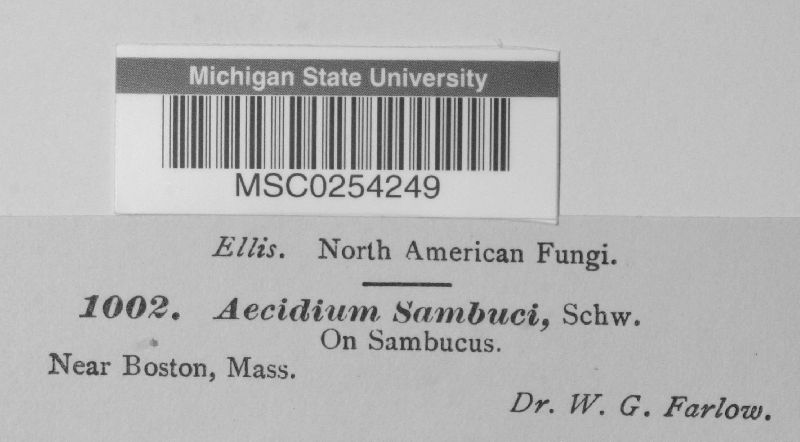 Michigan State University
MSC0254249
Ellis. North American Fungi.
1002. Aecidium Sambuci, Schw.
On Sambucus.
Near Boston, Mass.
Dr. W. G. Farlow.